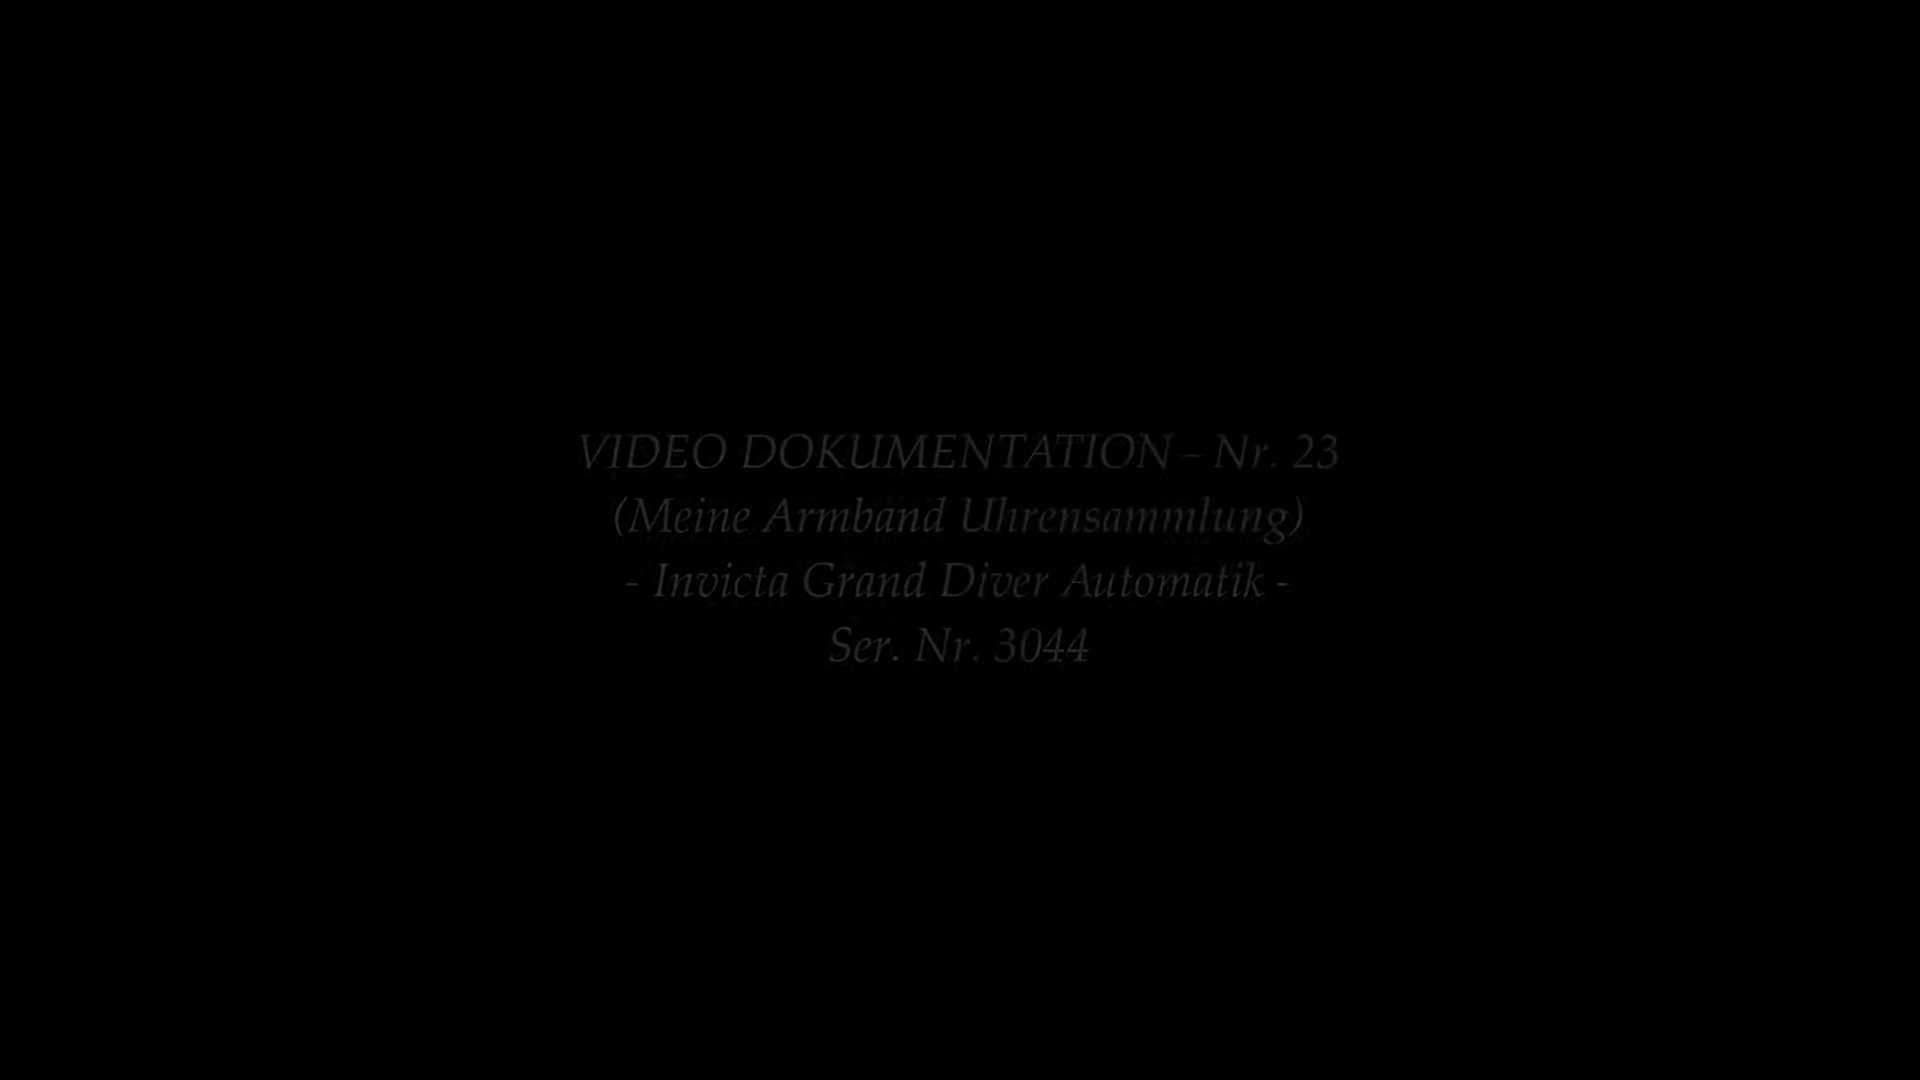 VIDEO DOKUMENTATION – Nr. 23
(Meine Armband Uhrensammlung)
- Invicta Grand Diver Automatik -
Ser. Nr. 3044